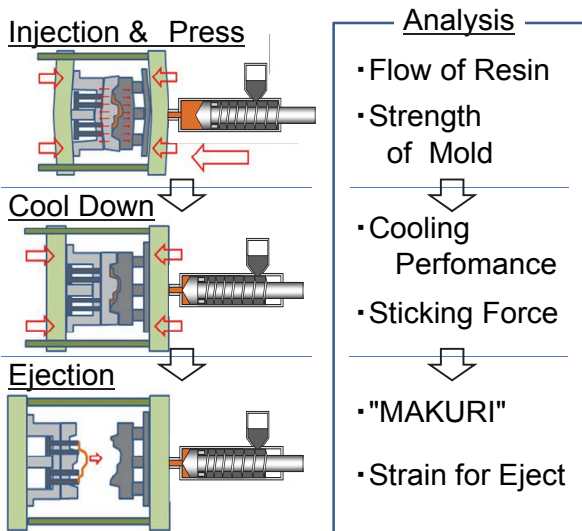 Injection & Press
Analysis
・Flow of Resin
・Strength
of Mold
Cool Down
・Cooling
Perfomance
・Sticking Force
Ejection
・"MAKURI"
・Strain for Eject